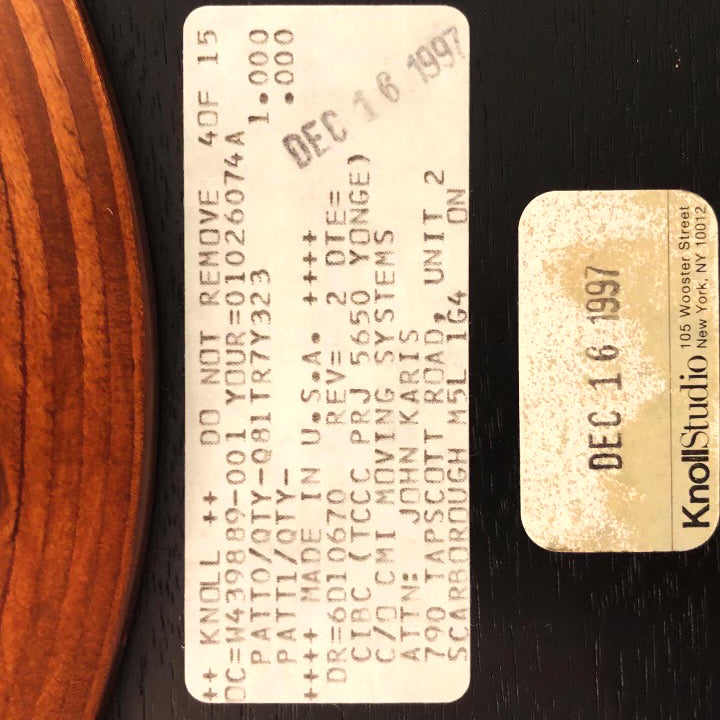 ++ KNOLL ++ DO NOT REMOVE 4OF 15
OC=W439889-001 YOUR=01026074A
PATTO/QTY-Q81TR7Y323 1.000
PATT1/QTY- .000
++++ MADE IN U.S.A. ++++
DR=6D10670 REV= 2 DTE=
CIBC (TCCC PRJ 5650 YONGE)
C/O CMI MOVING SYSTEMS
ATTN: JOHN KARIS
790 TAPSCOTT ROAD, UNIT 2
SCARBOROUGH M5L 1G4 ON
DEC 16 1997
DEC 16 1997
KnollStudio
105 Wooster Street
New York, NY 10012